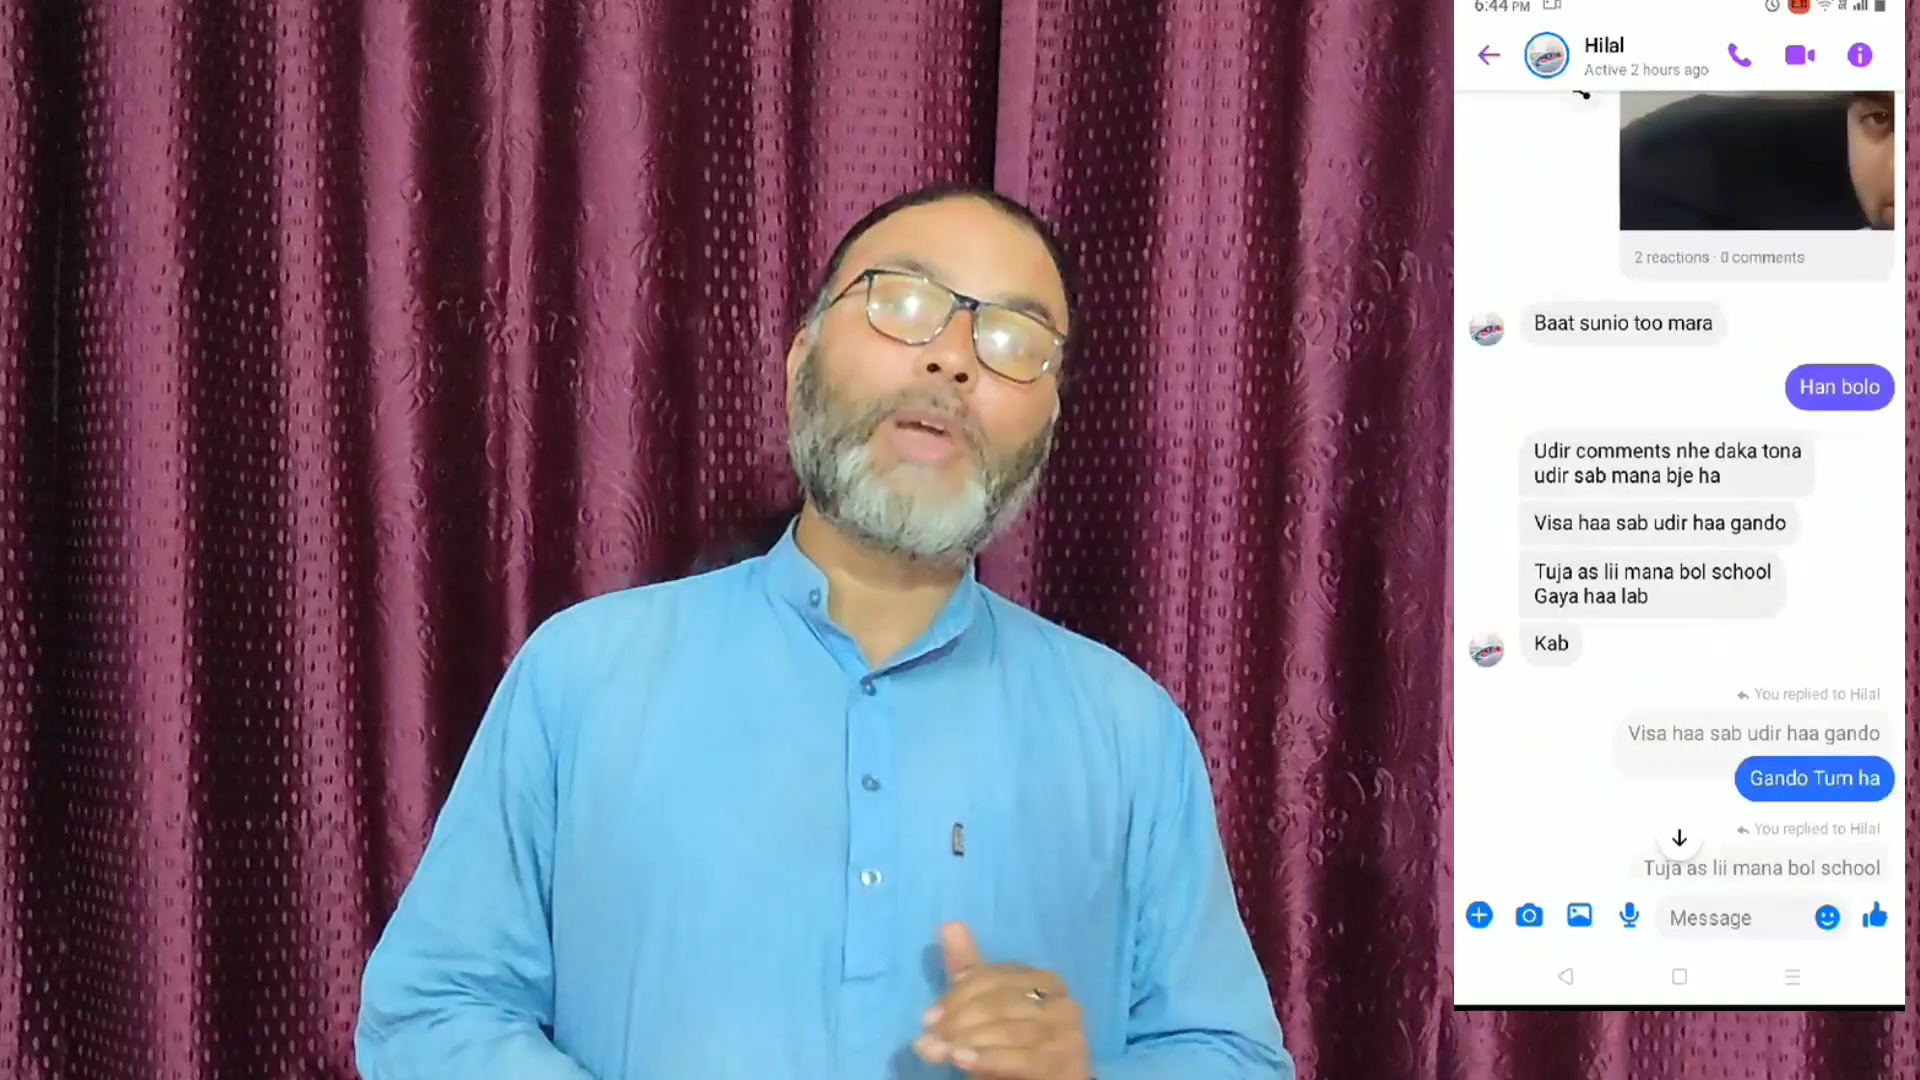 6:44 PM
Hilal
Active 2 hours ago
2 reactions · 0 comments
Baat sunio too mara
Han bolo
Udir comments nhe daka tona
udir sab mana bje ha
Visa haa sab udir haa gando
Tuja as lii mana bol school
Gaya haa lab
Kab
You replied to Hilal
Visa haa sab udir haa gando
Gando Tum ha
You replied to Hilal
Tuja as lii mana bol school
Message